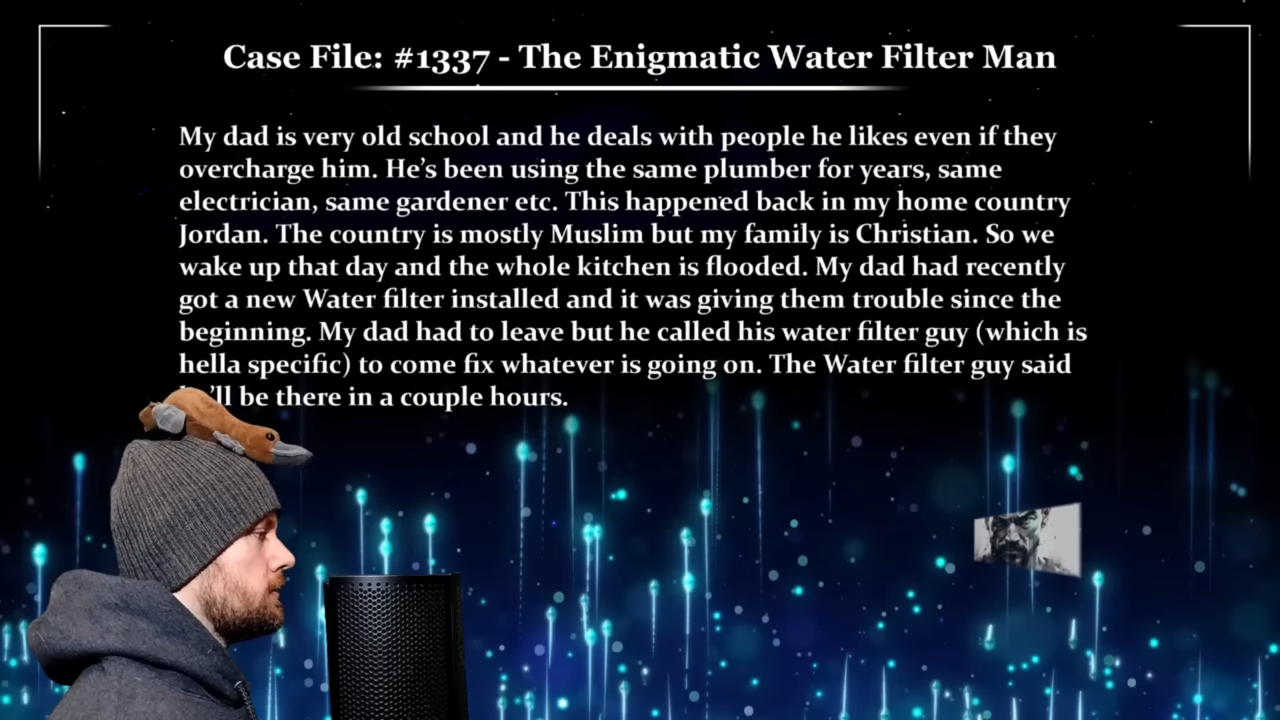 Case File: #1337 - The Enigmatic Water Filter Man
My dad is very old school and he deals with people he likes even if they
overcharge him. He's been using the same plumber for years, same
electrician, same gardener etc. This happened back in my home country
Jordan. The country is mostly Muslim but my family is Christian. So we
wake up that day and the whole kitchen is flooded. My dad had recently
got a new Water filter installed and it was giving them trouble since the
beginning. My dad had to leave but he called his water filter guy (which is
hella specific) to come fix whatever is going on. The Water filter guy said
be there in a couple hours.